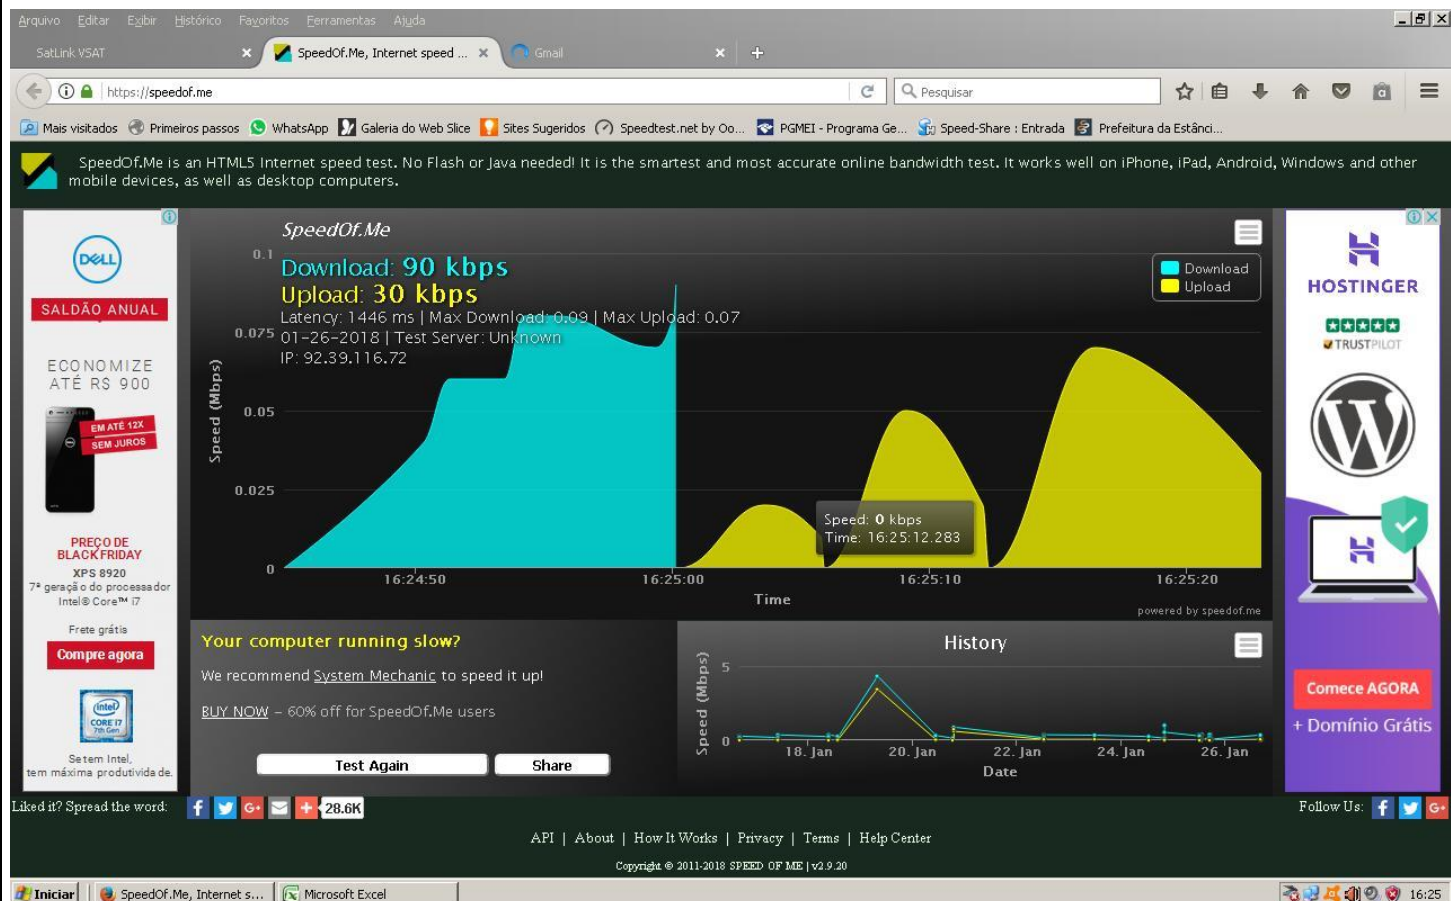 Arquivo Editar Exibir Histórico Favoritos Ferramentas Ajuda
SatLink VSAT
SpeedOf.Me, Internet speed ...
Gmail
https://speedof.me
Pesquisar
Mais visitados Primeiros passos WhatsApp Galeria do Web Slice Sites Sugeridos Speedtest.net by Oo... PGMEI - Programa Ge... Speed-Share : Entrada Prefeitura da Estânci...
SpeedOf.Me is an HTML5 Internet speed test. No Flash or Java needed! It is the smartest and most accurate online bandwidth test. It works well on iPhone, iPad, Android, Windows and other
mobile devices, as well as desktop computers.
DELL
SALDÃO ANUAL
ECONOMIZE
ATÉ R$ 900
EM ATÉ 12X
SEM JUROS
PREÇO DE
BLACK FRIDAY
XPS 8920
7ª geração do processador
Intel® Core™ i7
Frete grátis
Compre agora
intel
CORE i7
7th Gen
Se tem Intel,
tem máxima produtividade.
SpeedOf.Me
Download: 90 kbps
Upload: 30 kbps
Latency: 1446 ms | Max Download: 0.09 | Max Upload: 0.07
01-26-2018 | Test Server: Unknown
IP: 92.39.116.72
Download
Upload
Speed (Mbps)
0.1
0.075
0.05
0.025
0
Speed: 0 kbps
Time: 16:25:12.283
16:24:50 16:25:00 16:25:10 16:25:20
Time
powered by speedof.me
Your computer running slow?
We recommend System Mechanic to speed it up!
BUY NOW – 60% off for SpeedOf.Me users
Test Again
Share
History
Speed (Mbps)
5
0
18. Jan 20. Jan 22. Jan 24. Jan 26. Jan
Date
HOSTINGER
TRUSTPILOT
Comece AGORA
+ Domínio Grátis
Liked it? Spread the word:
28.6K
Follow Us:
API | About | How It Works | Privacy | Terms | Help Center
Copyright © 2011-2018 SPEED OF ME | v2.9.20
Iniciar
SpeedOf.Me, Internet s...
Microsoft Excel
16:25